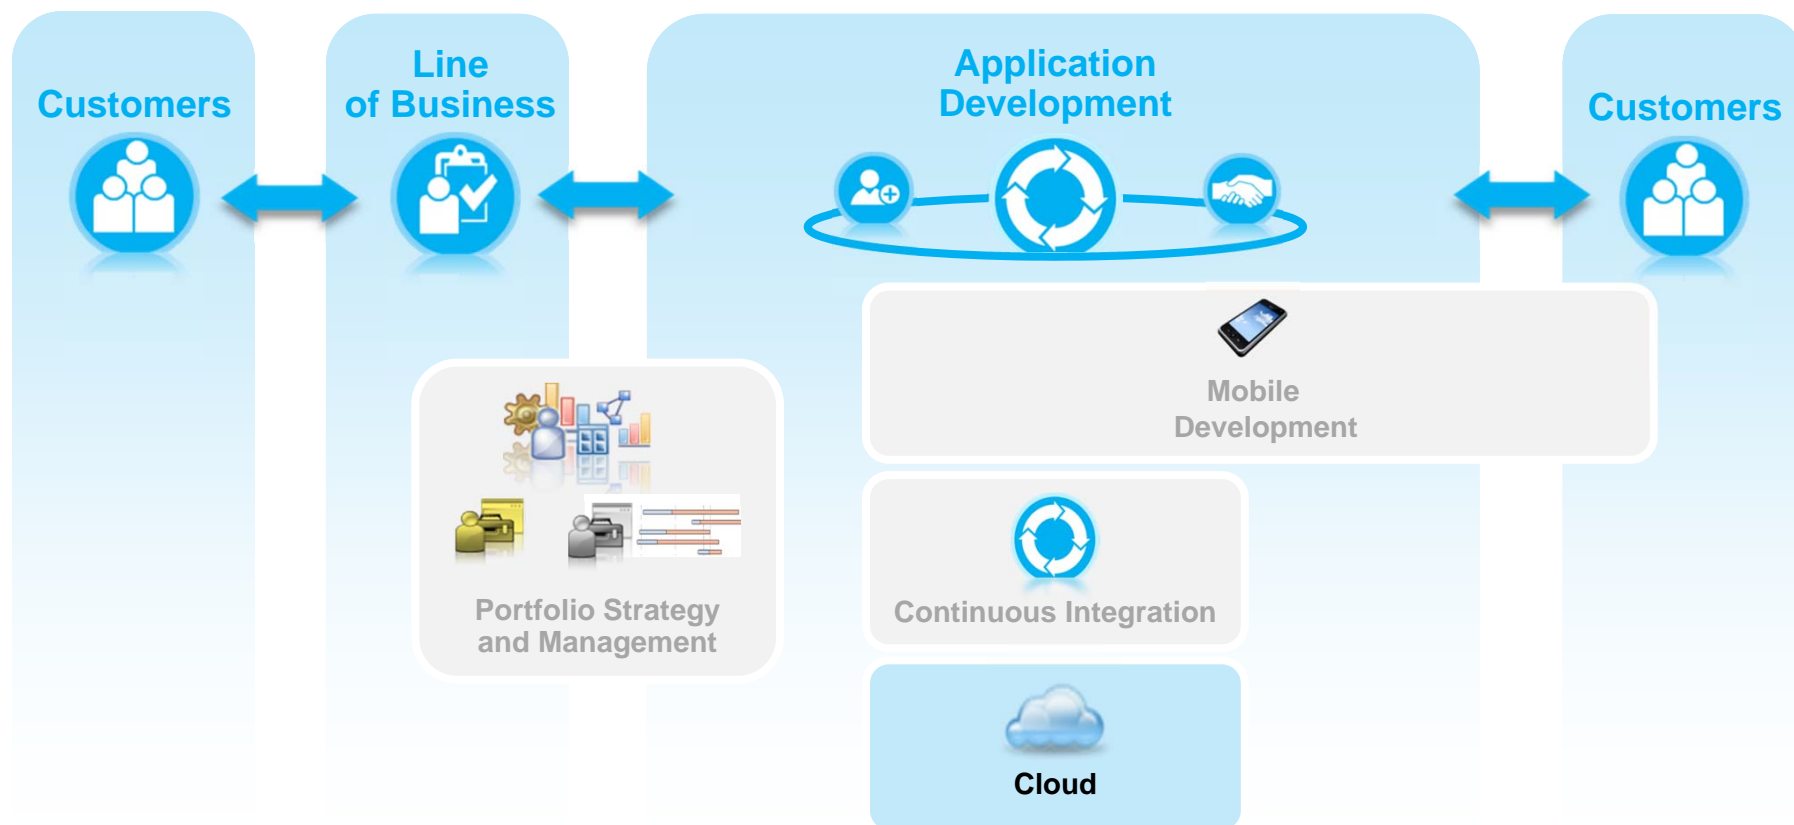 Customers
Line
of Business
Application
Development
Customers
Mobile
Development
Portfolio Strategy
and Management
Continuous Integration
Cloud